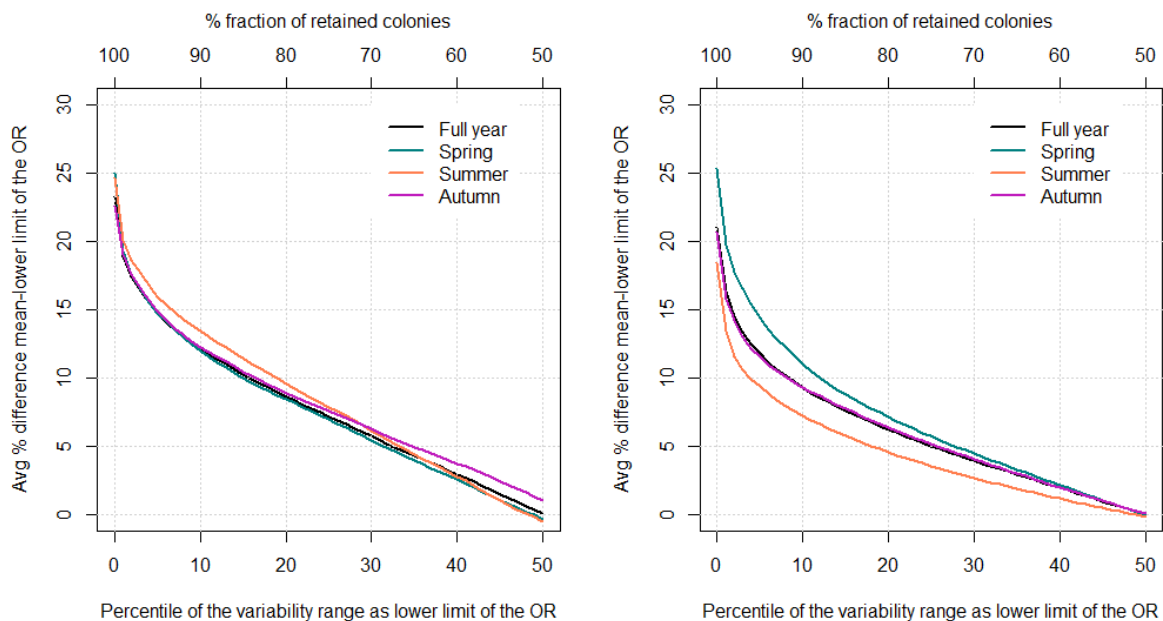 % fraction of retained colonies
100 90 80 70 60 50
30
25
20
15
10
5
0
Avg % difference mean-lower limit of the OR
Full year
Spring
Summer
Autumn
0 10 20 30 40 50
Percentile of the variability range as lower limit of the OR
% fraction of retained colonies
100 90 80 70 60 50
30
25
20
15
10
5
0
Avg % difference mean-lower limit of the OR
Full year
Spring
Summer
Autumn
0 10 20 30 40 50
Percentile of the variability range as lower limit of the OR